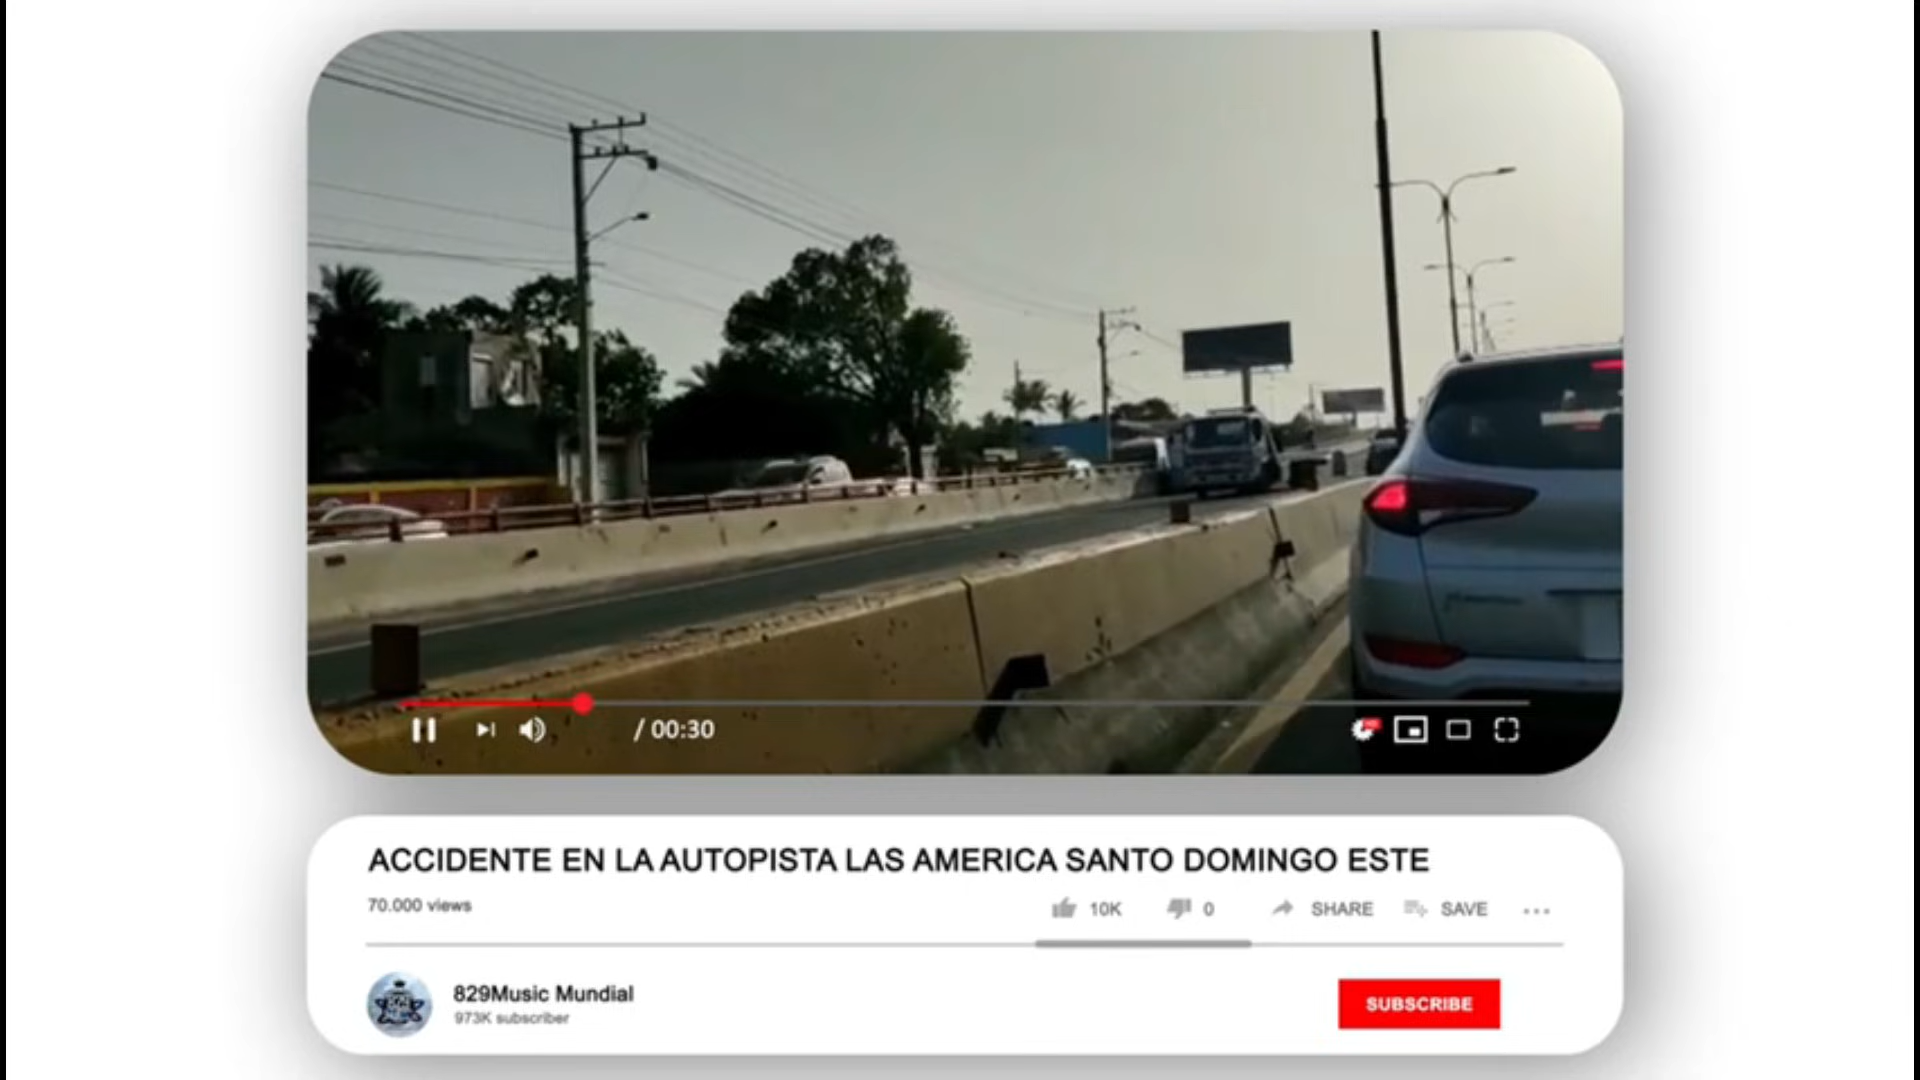 / 00:30
ACCIDENTE EN LA AUTOPISTA LAS AMERICA SANTO DOMINGO ESTE
70.000 views
10K
0
SHARE
SAVE
829Music Mundial
973K subscriber
SUBSCRIBE